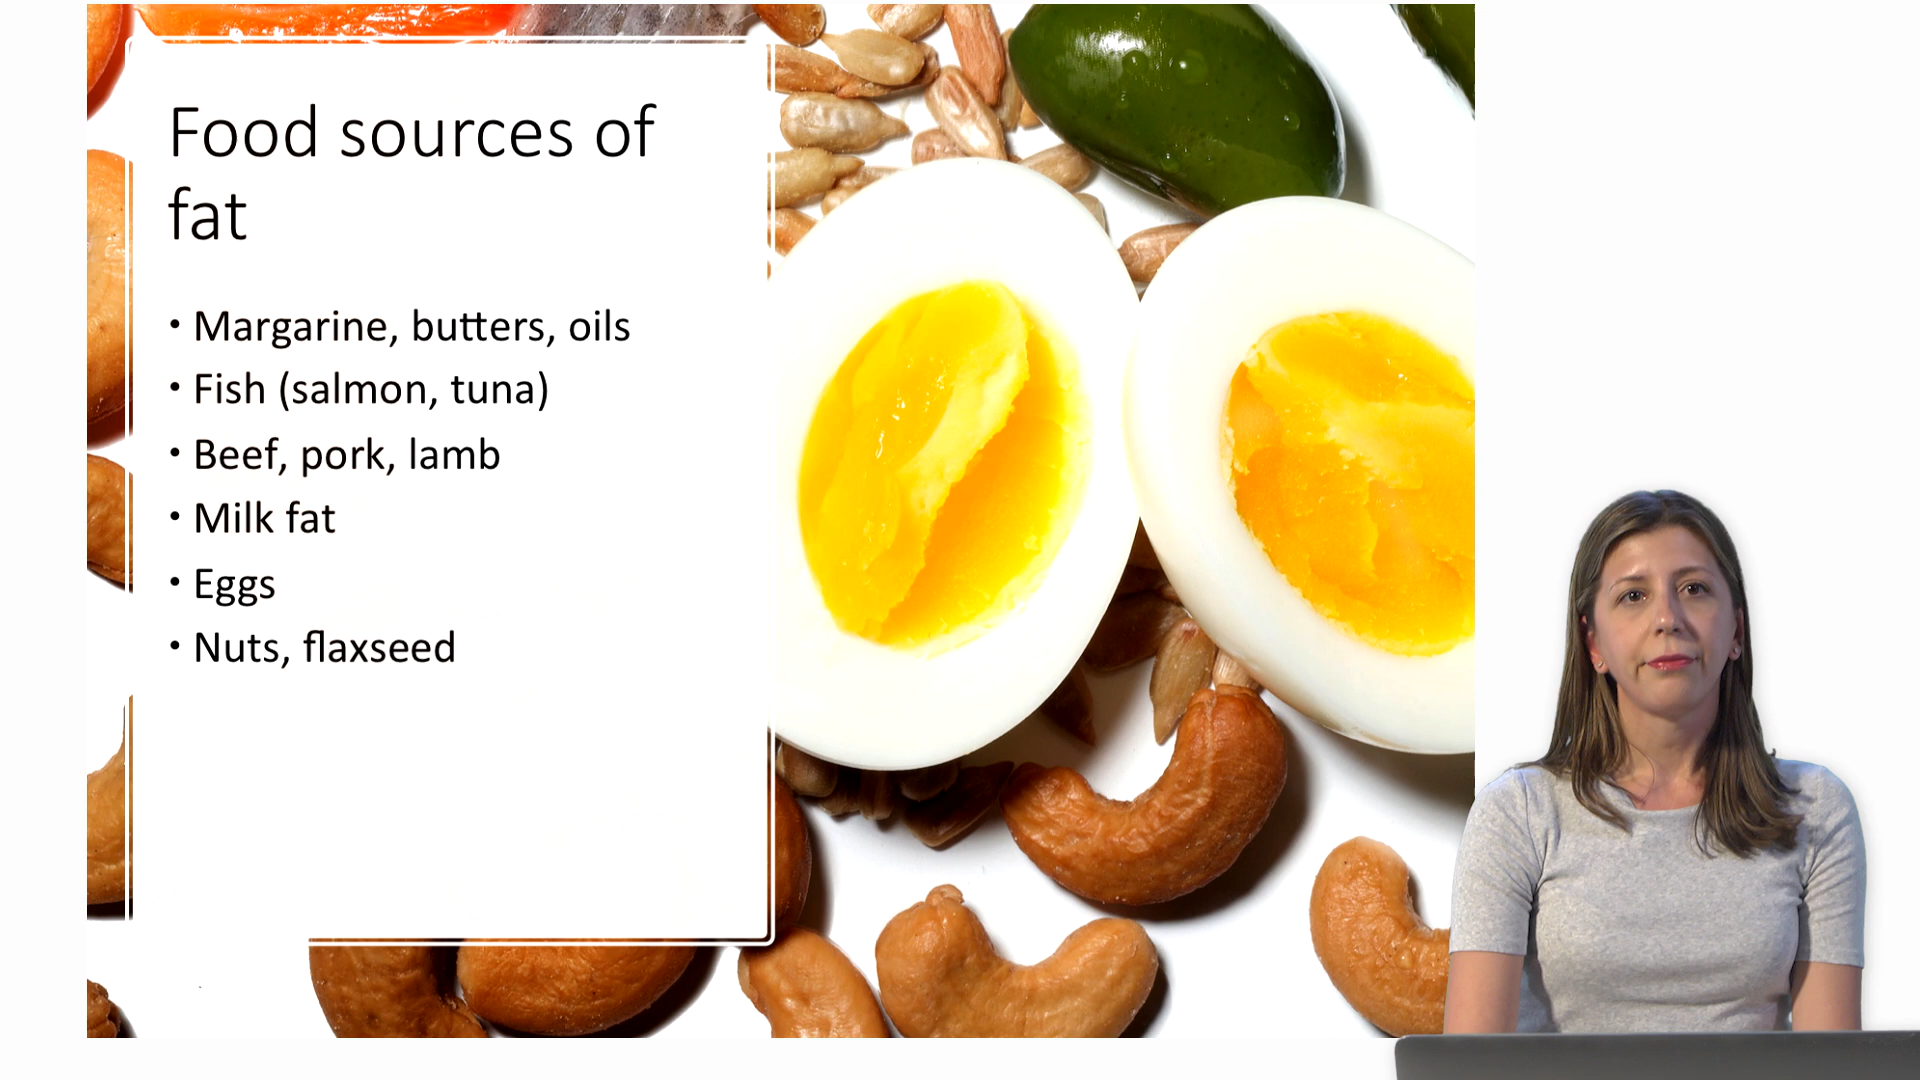 Food sources of
fat
• Margarine, butters, oils
• Fish (salmon, tuna)
• Beef, pork, lamb
• Milk fat
• Eggs
• Nuts, flaxseed